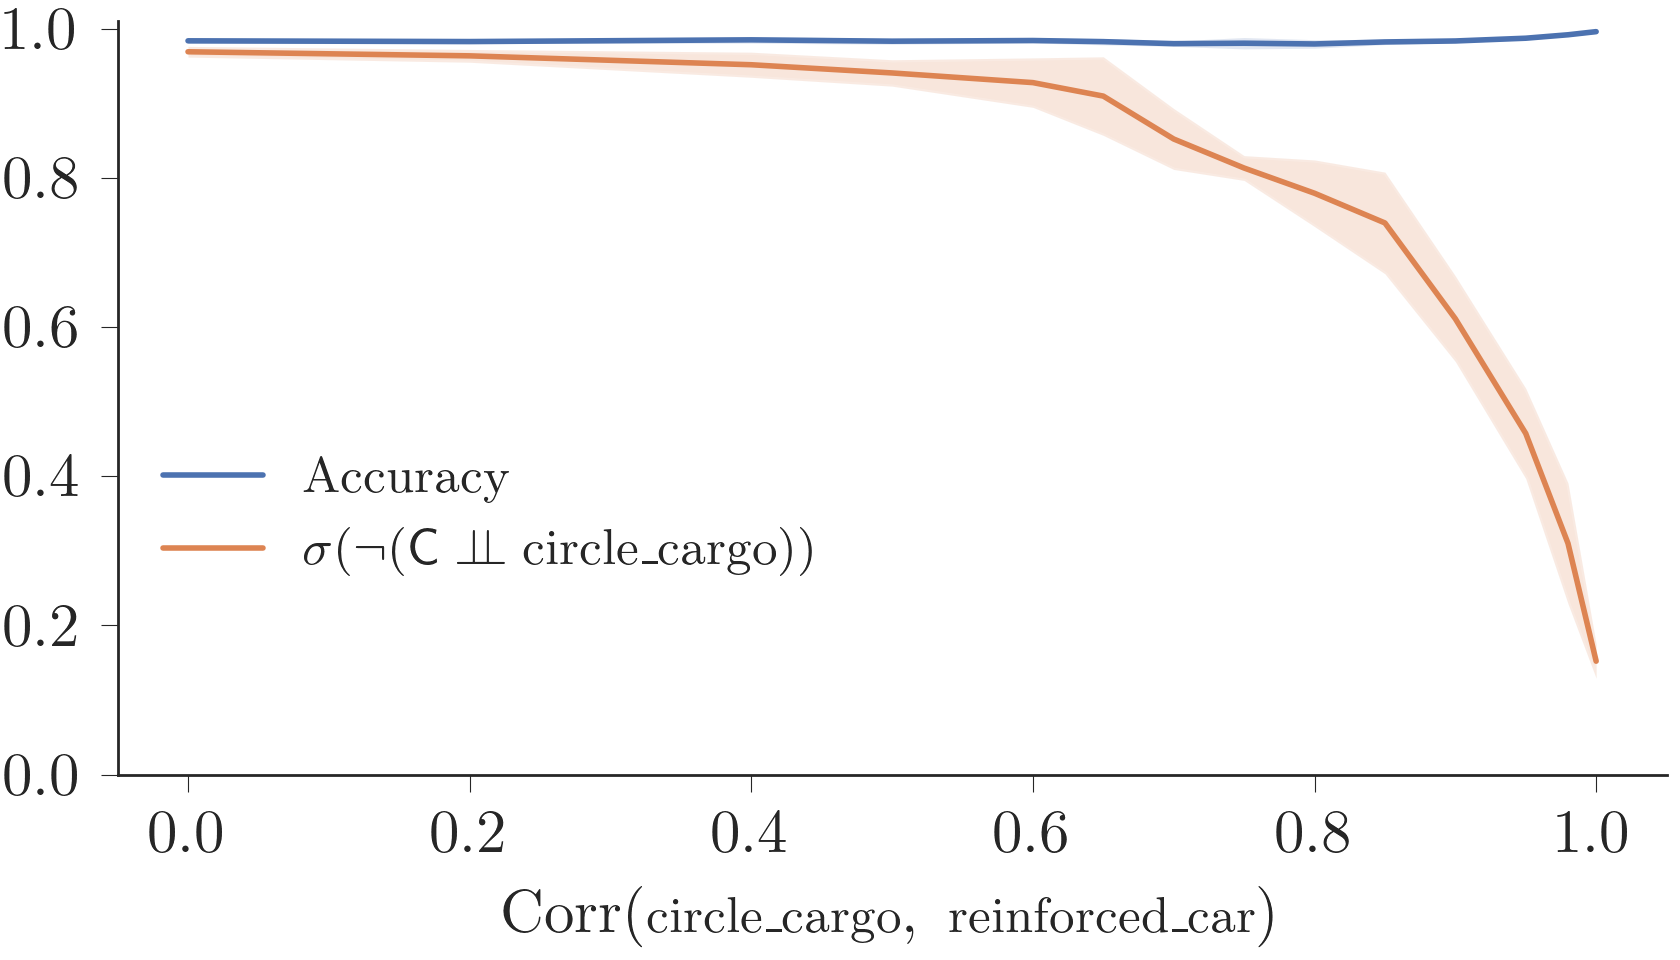 1.0
0.8
0.6
0.4
0.2
0.0
Accuracy
σ(¬(C ⫫ circle_cargo))
0.0 0.2 0.4 0.6 0.8 1.0
Corr(circle_cargo, reinforced_car)